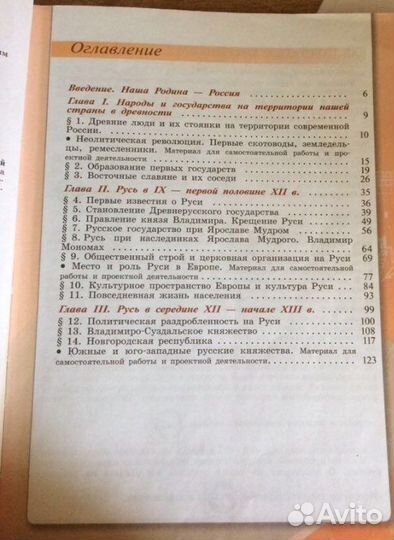 Оглавление
Введение. Наша Родина — Россия 6
Глава I. Народы и государства на территории нашей
страны в древности 9
§ 1. Древние люди и их стоянки на территории современной
России. 10
• Неолитическая революция. Первые скотоводы, земледель-
цы, ремесленники. Материал для самостоятельной работы и про-
ектной деятельности 15
§ 2. Образование первых государств 19
§ 3. Восточные славяне и их соседи 26
Глава II. Русь в IX — первой половине XII в. 35
§ 4. Первые известия о Руси 36
§ 5. Становление Древнерусского государства 39
§ 6. Правление князя Владимира. Крещение Руси 49
§ 7. Русское государство при Ярославе Мудром 56
§ 8. Русь при наследниках Ярослава Мудрого. Владимир
Мономах 64
§ 9. Общественный строй и церковная организация на Руси 69
• Место и роль Руси в Европе. Материал для самостоятельной
работы и проектной деятельности 77
§ 10. Культурное пространство Европы и культура Руси 84
§ 11. Повседневная жизнь населения 93
Глава III. Русь в середине XII — начале XIII в. 99
§ 12. Политическая раздробленность на Руси 100
§ 13. Владимиро-Суздальское княжество 108
§ 14. Новгородская республика 117
• Южные и юго-западные русские княжества. Материал для
самостоятельной работы и проектной деятельности. 123
Avito